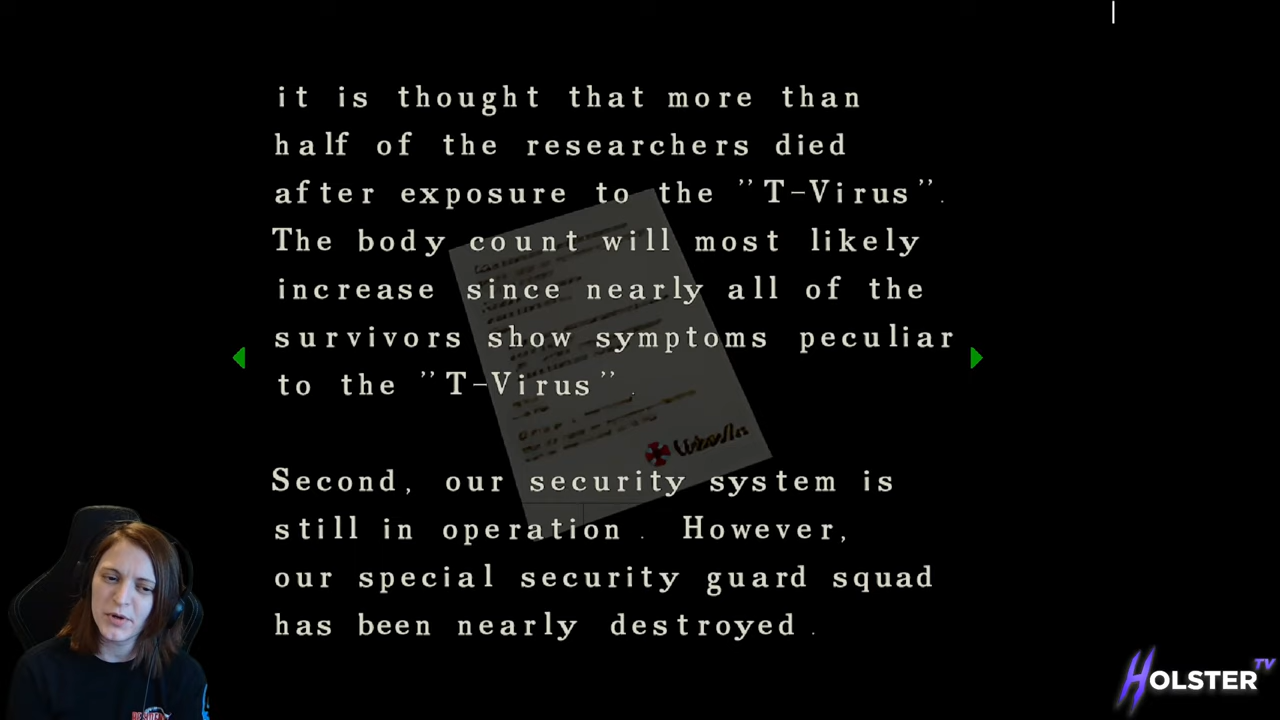 it is thought that more than
half of the researchers died
after exposure to the "T-Virus".
The body count will most likely
increase since nearly all of the
survivors show symptoms peculiar
to the "T-Virus".
Second, our security system is
still in operation. However,
our special security guard squad
has been nearly destroyed.
HOLSTER TV